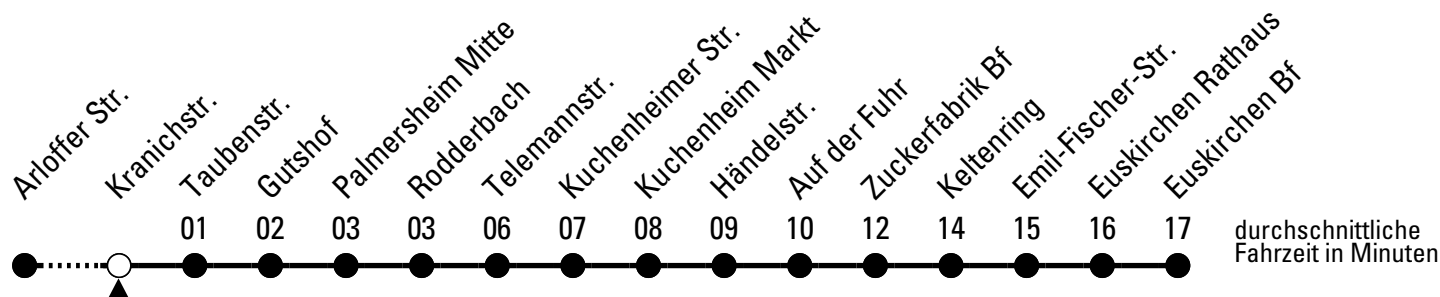 Arloffer Str.
Kranichstr.
Taubenstr.
Gutshof
Palmersheim Mitte
Rodderbach
Telemannstr.
Kuchenheimer Str.
Kuchenheim Markt
Händelstr.
Auf der Fuhr
Zuckerfabrik Bf
Keltenring
Emil-Fischer-Str.
Euskirchen Rathaus
Euskirchen Bf
01 02 03 03 06 07 08 09 10 12 14 15 16 17
durchschnittliche
Fahrzeit in Minuten